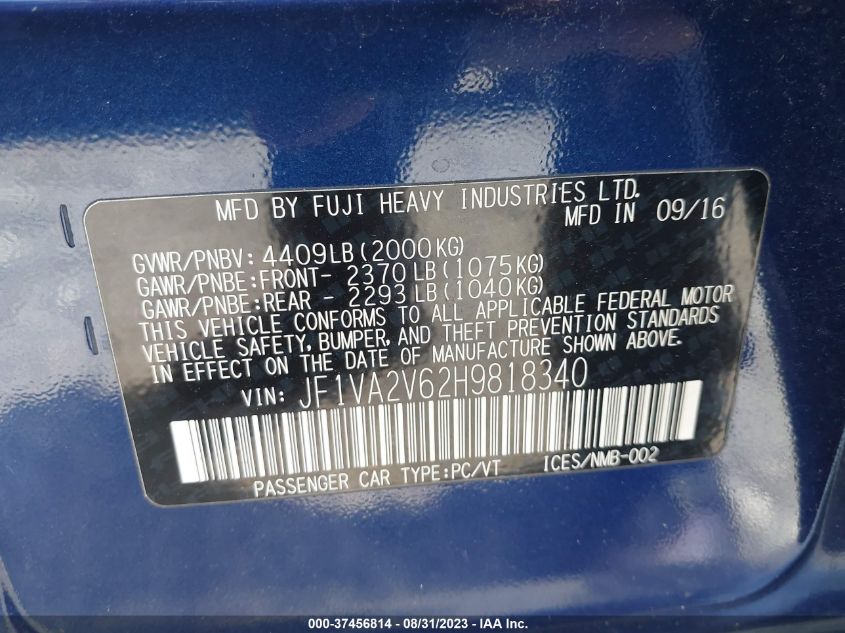 MFD BY FUJI HEAVY INDUSTRIES LTD.
MFD IN 09/16
GVWR/PNBV: 4409LB(2000KG)
GAWR/PNBE:FRONT- 2370LB(1075KG)
GAWR/PNBE:REAR - 2293LB(1040KG)
THIS VEHICLE CONFORMS TO ALL APPLICABLE FEDERAL MOTOR
VEHICLE SAFETY, BUMPER, AND THEFT PREVENTION STANDARDS
IN EFFECT ON THE DATE OF MANUFACTURE SHOWN ABOVE.
VIN: JF1VA2V62H9818340
PASSENGER CAR TYPE:PC/VT ICES/NMB-002
000-37456814 - 08/31/2023 - IAA Inc.